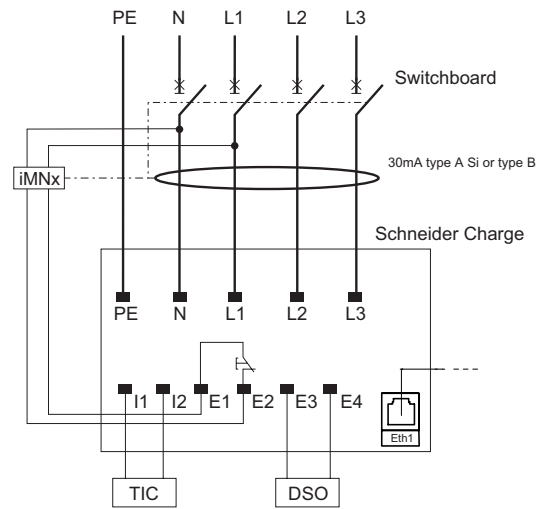 PE N L1 L2 L3
Switchboard
30mA type A Si or type B
iMNx
Schneider Charge
PE N L1 L2 L3
I1 I2 E1 E2 E3 E4
Eth1
TIC DSO